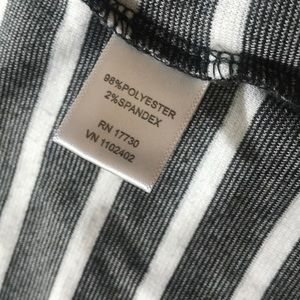 98%POLYESTER
2%SPANDEX
RN 17730
VN 1102402